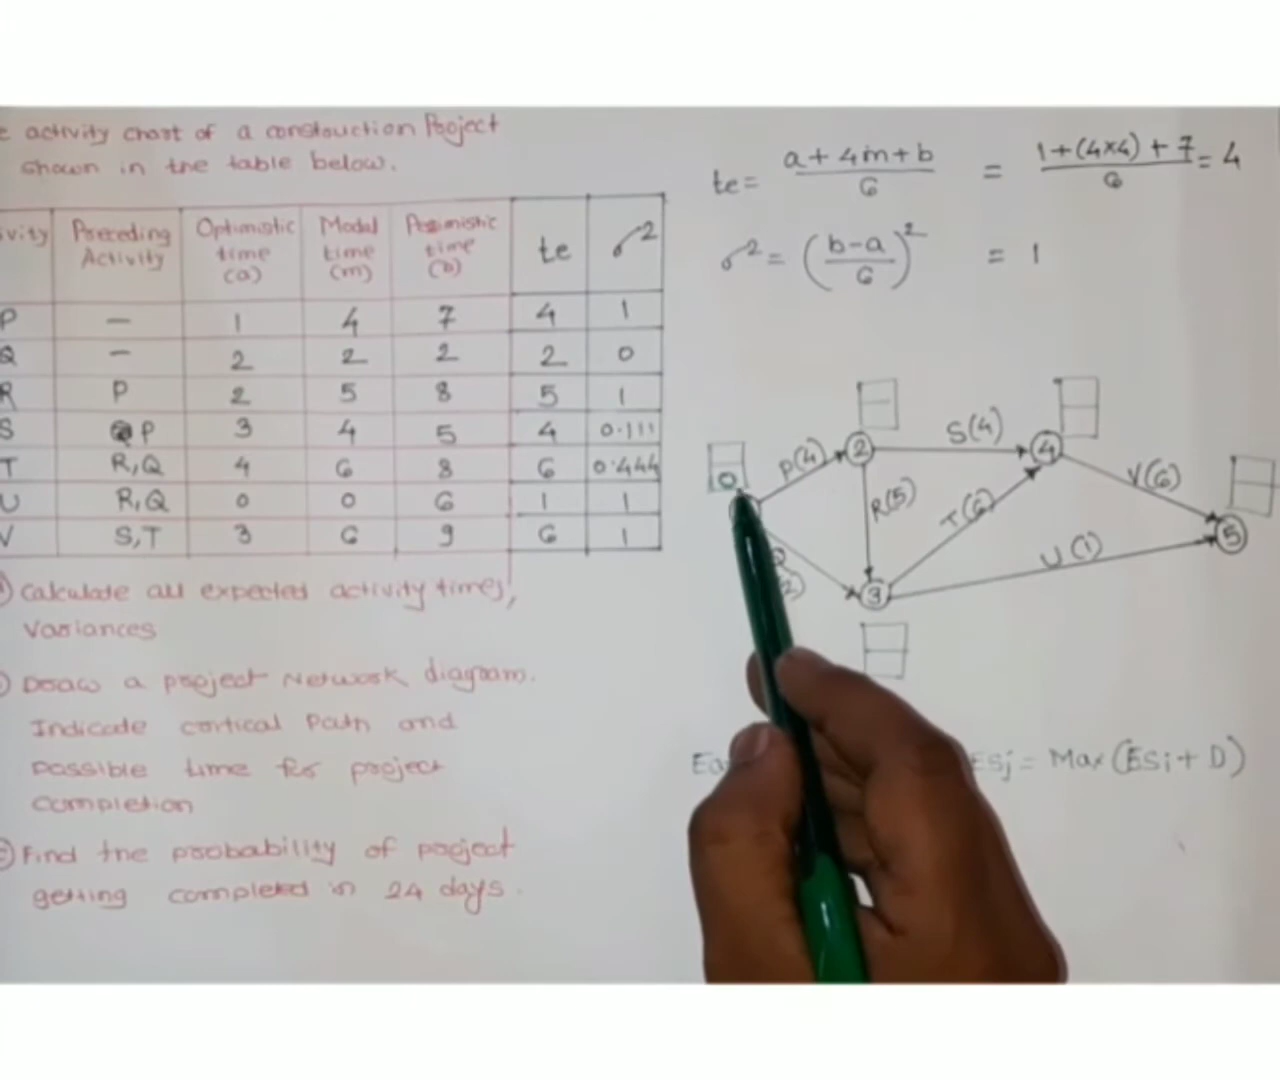 activity chart of a construction Project
shown in the table below.
Preceding Activity | Optimistic time (a) | Modal time (m) | Pessimistic time (b) | te | σ²
P | — | 1 | 4 | 7 | 4 | 1
Q | — | 2 | 2 | 2 | 2 | 0
R | P | 2 | 5 | 8 | 5 | 1
S | P | 3 | 4 | 5 | 4 | 0.111
T | R,Q | 4 | 6 | 8 | 6 | 0.444
U | R,Q | 0 | 0 | 6 | 1 | 1
V | S,T | 3 | 6 | 9 | 6 | 1
Calculate all expected activity times,
Variances
Draw a project Network diagram.
Indicate cortical Path and
possible time for project
completion
Find the probability of project
getting completed in 24 days.
te = (a + 4m + b)/6 = (1 + (4×4) + 7)/6 = 4
σ² = ((b-a)/6)² = 1
0
P(4)
2
S(4)
4
V(6)
R(5)
T(6)
U(1)
5
3
ESj = Max (ESi + D)